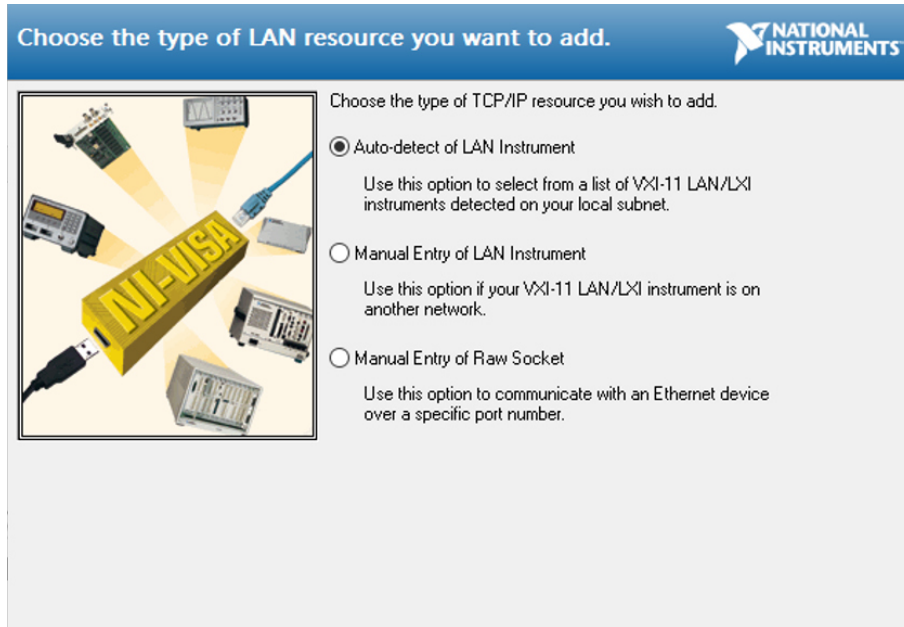 Choose the type of LAN resource you want to add.
NATIONAL
INSTRUMENTS
Choose the type of TCP/IP resource you wish to add.
Auto-detect of LAN Instrument
Use this option to select from a list of VXI-11 LAN/LXI
instruments detected on your local subnet.
Manual Entry of LAN Instrument
Use this option if your VXI-11 LAN/LXI instrument is on
another network.
Manual Entry of Raw Socket
Use this option to communicate with an Ethernet device
over a specific port number.
NI-VISA